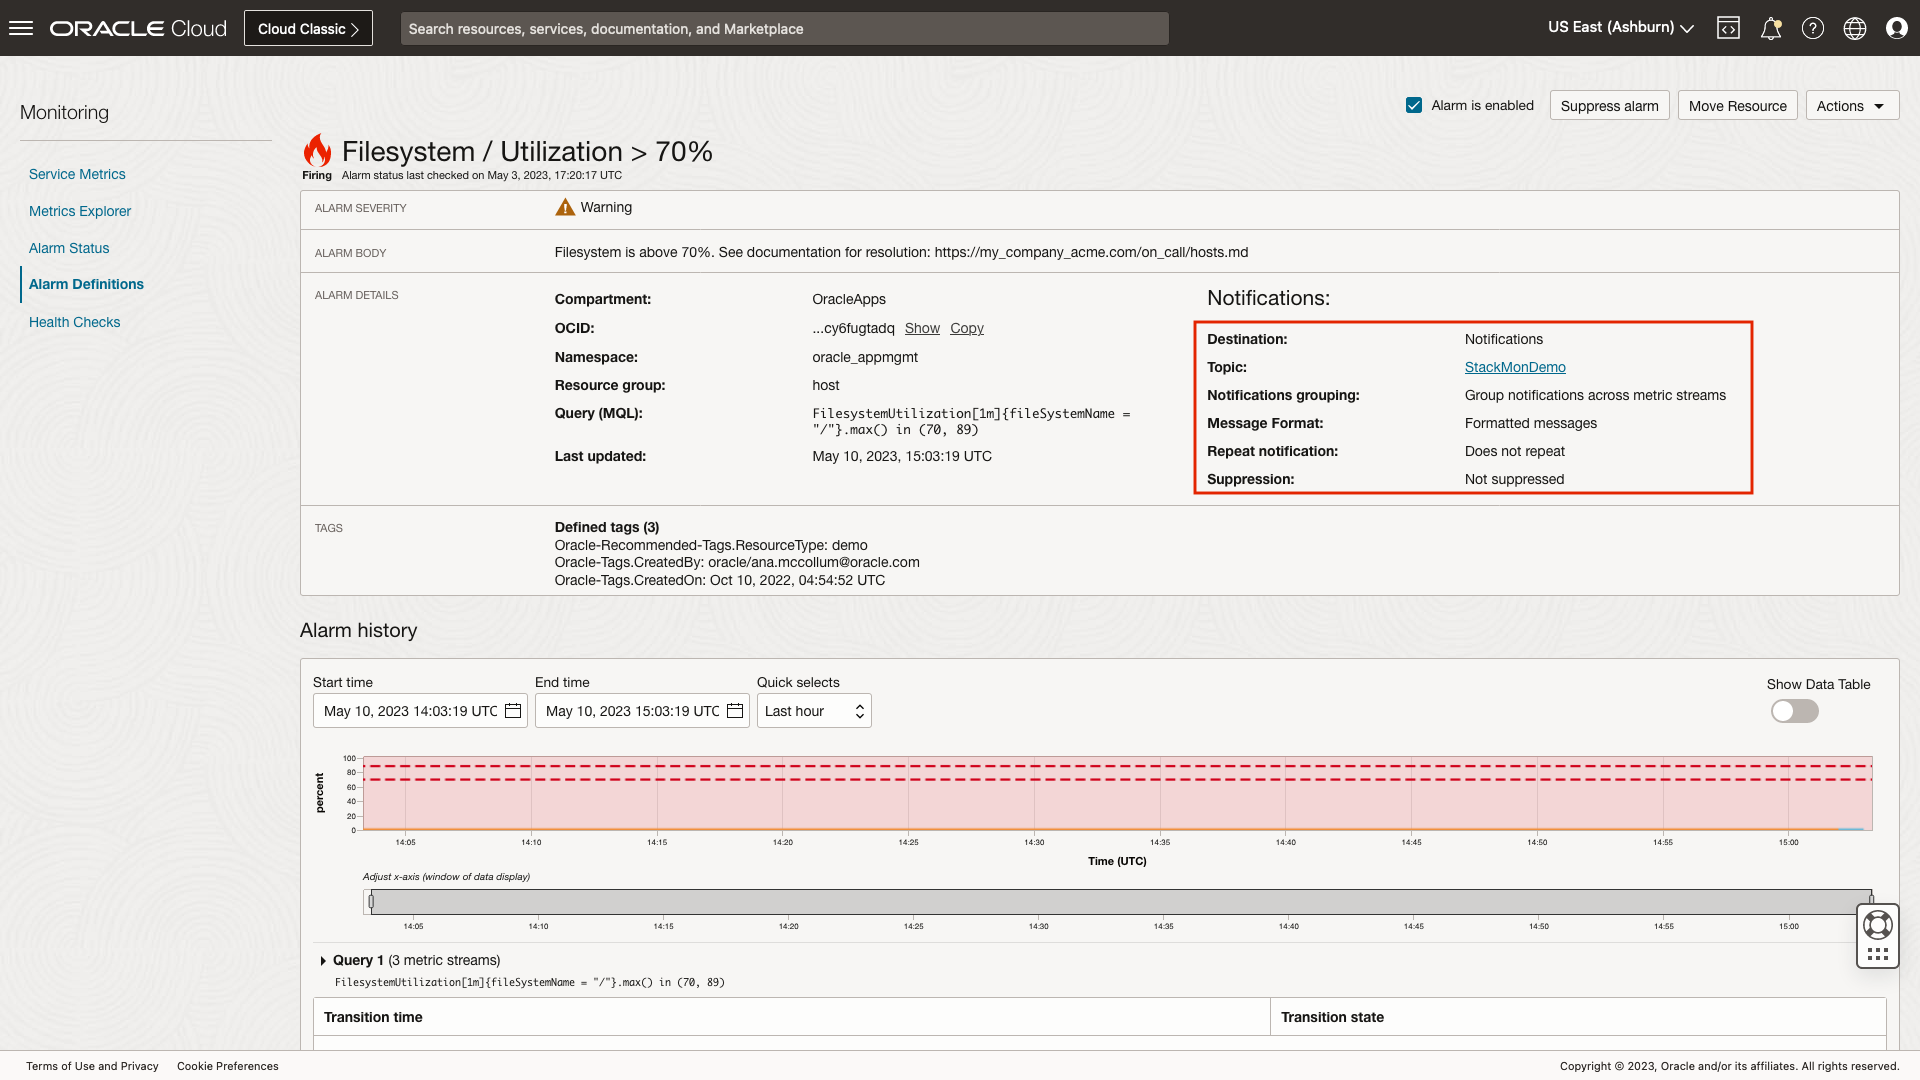 ORACLE Cloud
Cloud Classic
Search resources, services, documentation, and Marketplace
US East (Ashburn)
Monitoring
Service Metrics
Metrics Explorer
Alarm Status
Alarm Definitions
Health Checks
Alarm is enabled
Suppress alarm
Move Resource
Actions
Filesystem / Utilization > 70%
Firing
Alarm status last checked on May 3, 2023, 17:20:17 UTC
ALARM SEVERITY
Warning
ALARM BODY
Filesystem is above 70%. See documentation for resolution: https://my_company_acme.com/on_call/hosts.md
ALARM DETAILS
Compartment: OracleApps
OCID: ...cy6fugtadq Show Copy
Namespace: oracle_appmgmt
Resource group: host
Query (MQL): FilesystemUtilization[1m]{fileSystemName =
"/"}.max() in (70, 89)
Last updated: May 10, 2023, 15:03:19 UTC
Notifications:
Destination: Notifications
Topic: StackMonDemo
Notifications grouping: Group notifications across metric streams
Message Format: Formatted messages
Repeat notification: Does not repeat
Suppression: Not suppressed
TAGS
Defined tags (3)
Oracle-Recommended-Tags.ResourceType: demo
Oracle-Tags.CreatedBy: oracle/ana.mccollum@oracle.com
Oracle-Tags.CreatedOn: Oct 10, 2022, 04:54:52 UTC
Alarm history
Start time
May 10, 2023 14:03:19 UTC
End time
May 10, 2023 15:03:19 UTC
Quick selects
Last hour
Show Data Table
percent
100
80
60
40
20
0
14:05 14:10 14:15 14:20 14:25 14:30 14:35 14:40 14:45 14:50 14:55 15:00
Time (UTC)
Adjust x-axis (window of data display)
14:05 14:10 14:15 14:20 14:25 14:30 14:35 14:40 14:45 14:50 14:55 15:00
Query 1 (3 metric streams)
FilesystemUtilization[1m]{fileSystemName = "/"}.max() in (70, 89)
Transition time
Transition state
Terms of Use and Privacy
Cookie Preferences
Copyright © 2023, Oracle and/or its affiliates. All rights reserved.